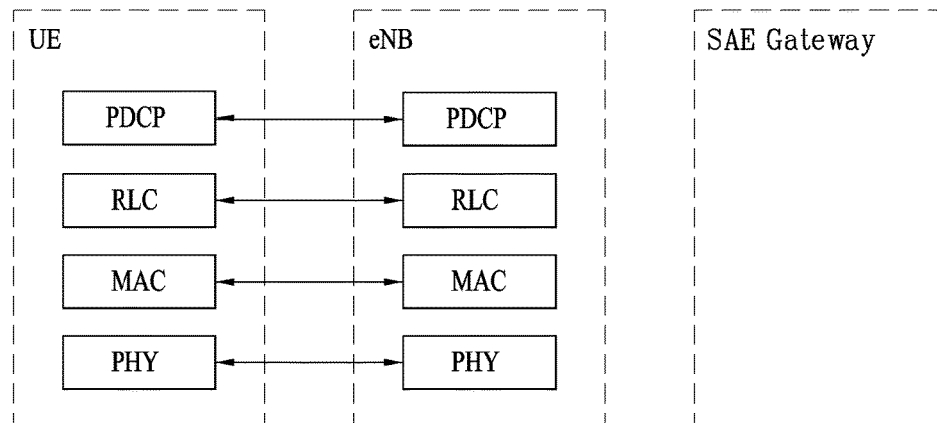 UE
eNB
SAE Gateway
PDCP
PDCP
RLC
RLC
MAC
MAC
PHY
PHY